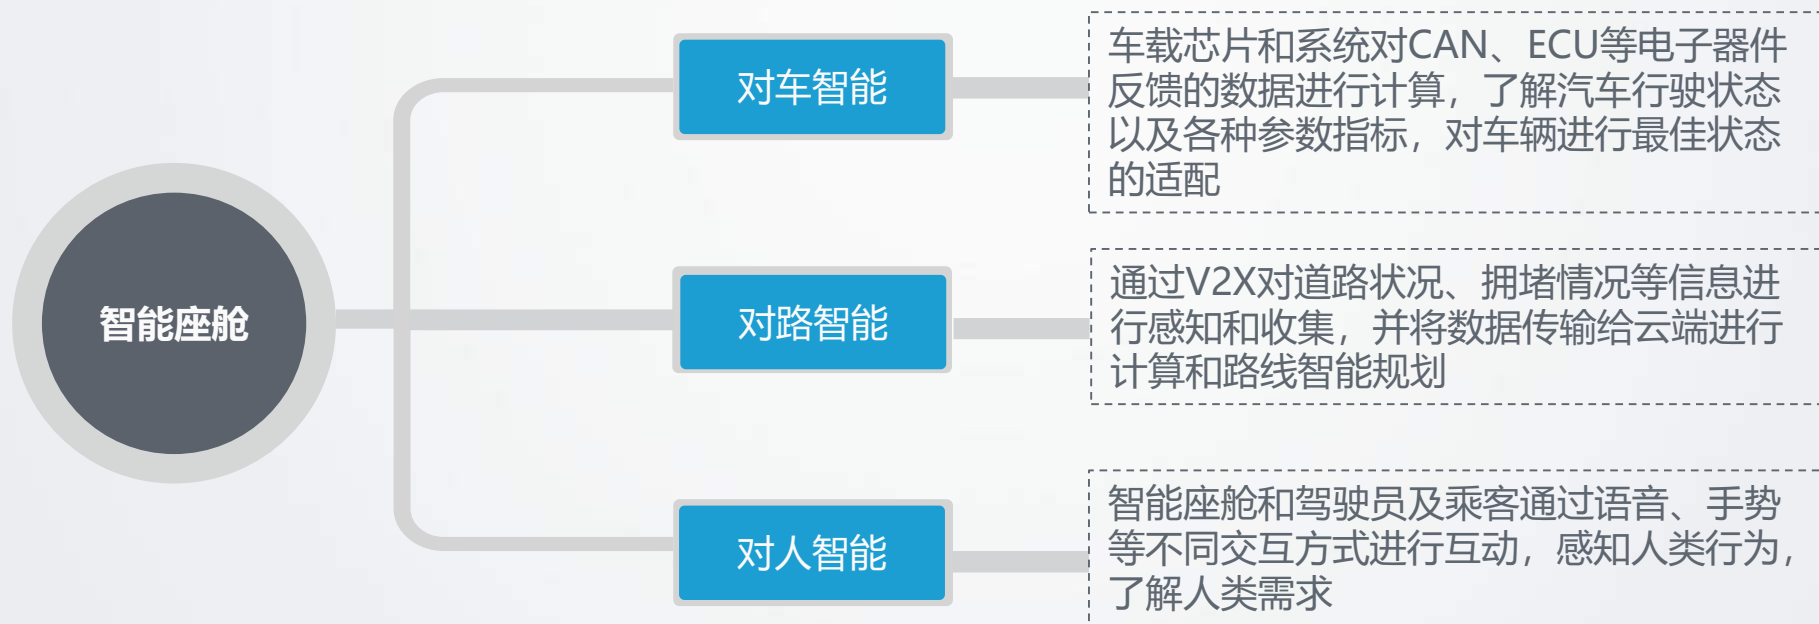 智能座舱
对车智能
车载芯片和系统对CAN、ECU等电子器件
反馈的数据进行计算，了解汽车行驶状态
以及各种参数指标，对车辆进行最佳状态
的适配
对路智能
通过V2X对道路状况、拥堵情况等信息进
行感知和收集，并将数据传输给云端进行
计算和路线智能规划
对人智能
智能座舱和驾驶员及乘客通过语音、手势
等不同交互方式进行互动，感知人类行为，
了解人类需求